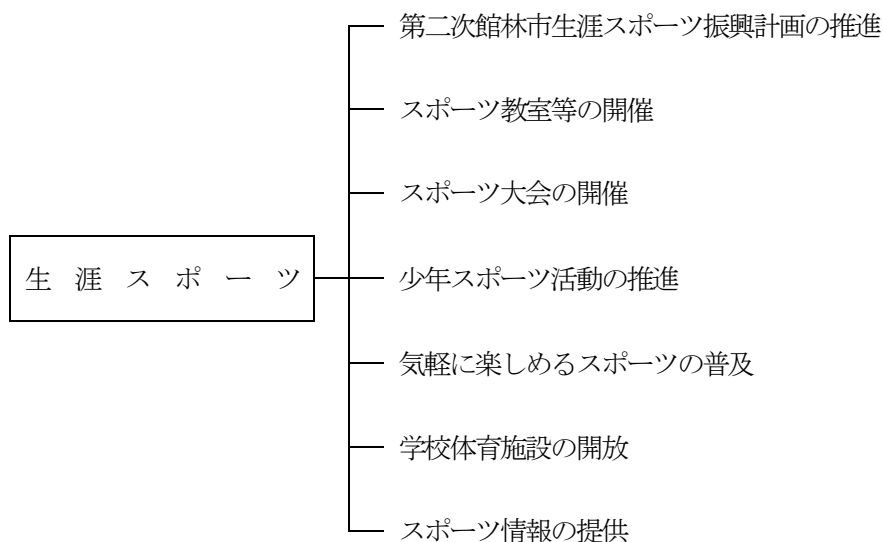 第二次館林市生涯スポーツ振興計画の推進
スポーツ教室等の開催
スポーツ大会の開催
生涯スポーツ
少年スポーツ活動の推進
気軽に楽しめるスポーツの普及
学校体育施設の開放
スポーツ情報の提供